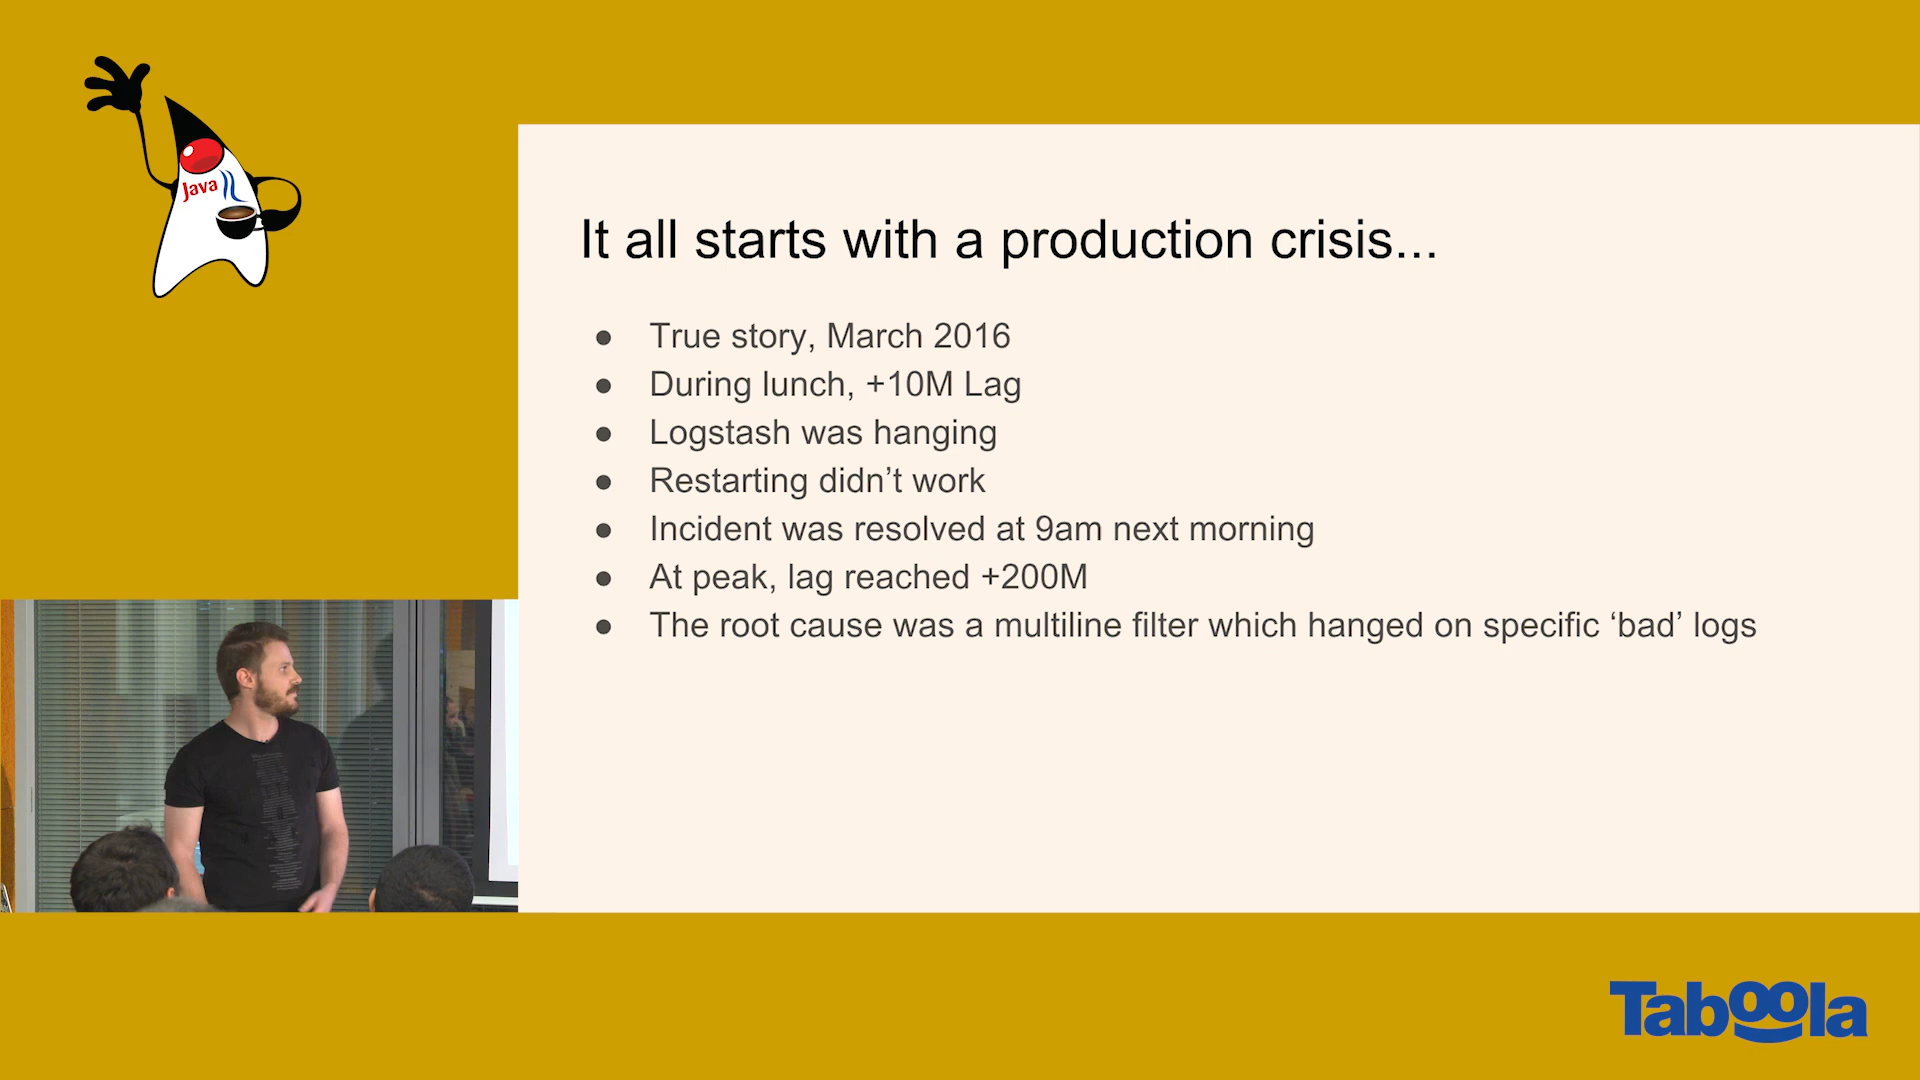 Java
It all starts with a production crisis...
● True story, March 2016
● During lunch, +10M Lag
● Logstash was hanging
● Restarting didn’t work
● Incident was resolved at 9am next morning
● At peak, lag reached +200M
● The root cause was a multiline filter which hanged on specific ‘bad’ logs
Taboola